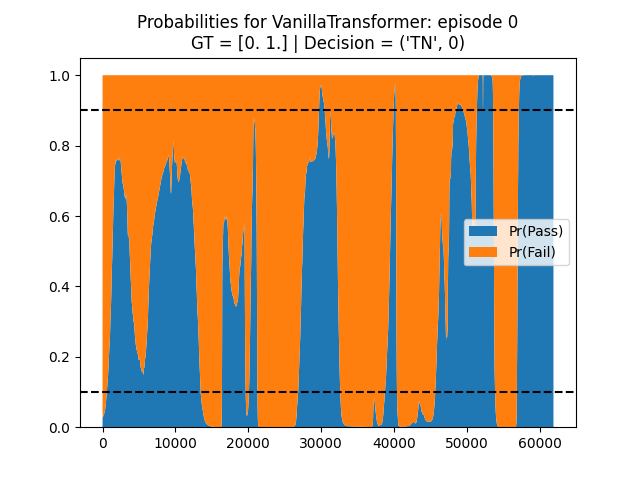 Probabilities for VanillaTransformer: episode 0
GT = [0. 1.] | Decision = ('TN', 0)
1.0
0.8
0.6
0.4
0.2
0.0
Pr(Pass)
Pr(Fail)
0 10000 20000 30000 40000 50000 60000